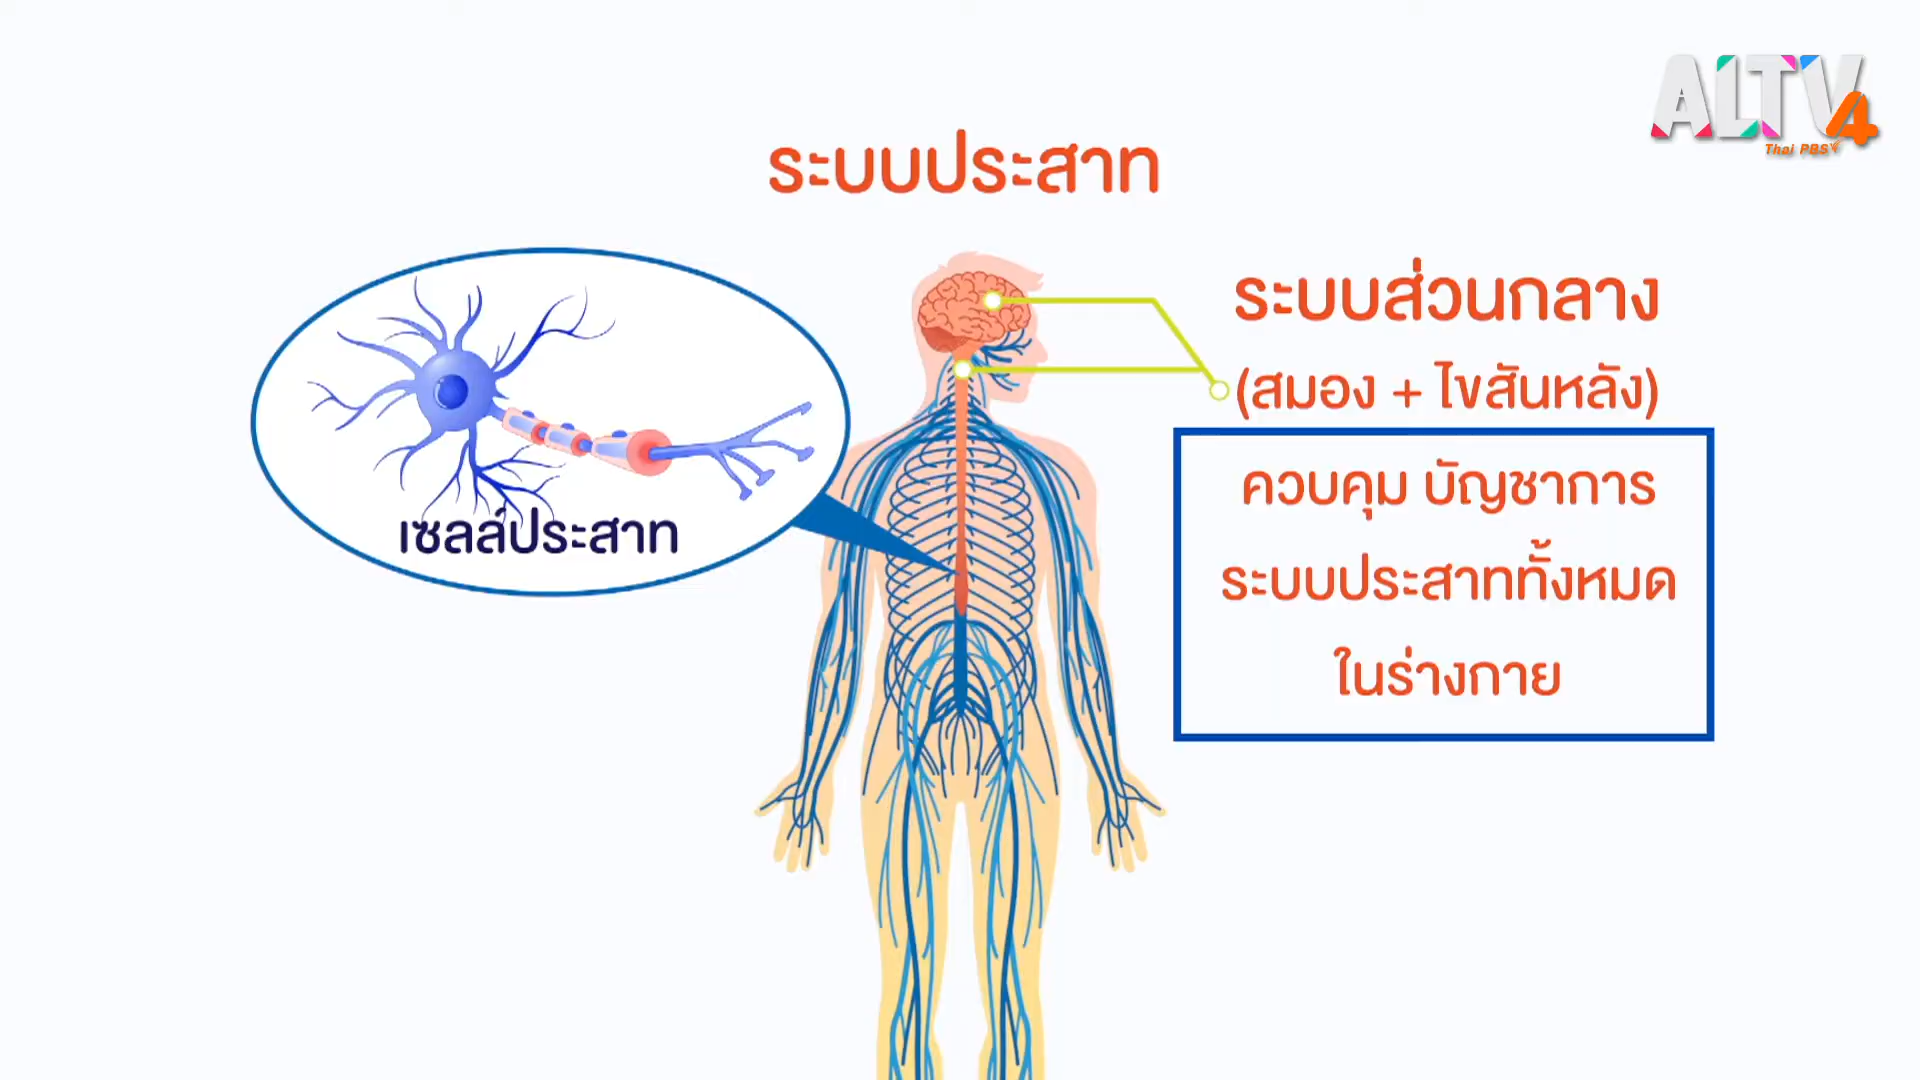 ALTV4
Thai PBS
ระบบประสาท
เซลล์ประสาท
ระบบส่วนกลาง
(สมอง + ไขสันหลัง)
ควบคุม บัญชาการ
ระบบประสาททั้งหมด
ในร่างกาย